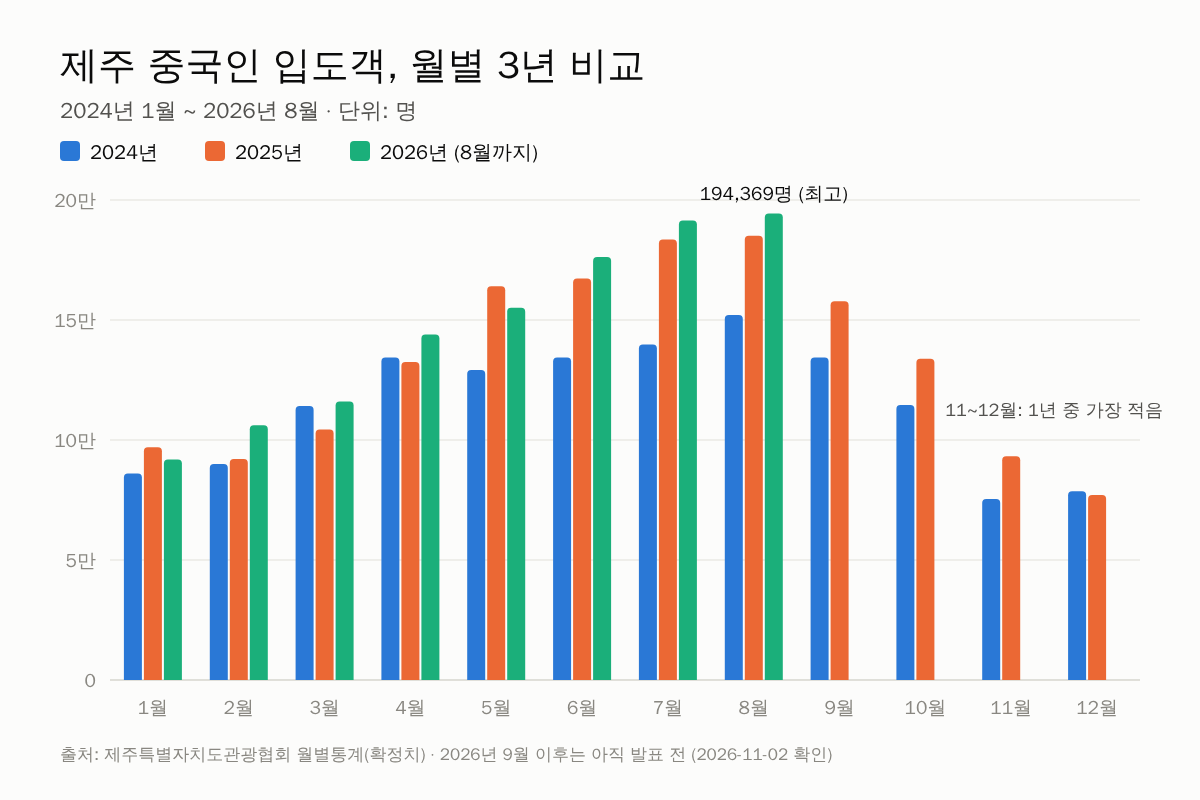 제주 중국인 입도객, 월별 3년 비교
2024년 1월 ~ 2026년 8월 · 단위: 명
2024년 2025년 2026년 (8월까지)
20만
194,369명 (최고)
15만
11~12월: 1년 중 가장 적음
10만
5만
0
1월 2월 3월 4월 5월 6월 7월 8월 9월 10월 11월 12월
출처: 제주특별자치도관광협회 월별통계(확정치) · 2026년 9월 이후는 아직 발표 전 (2026-11-02 확인)